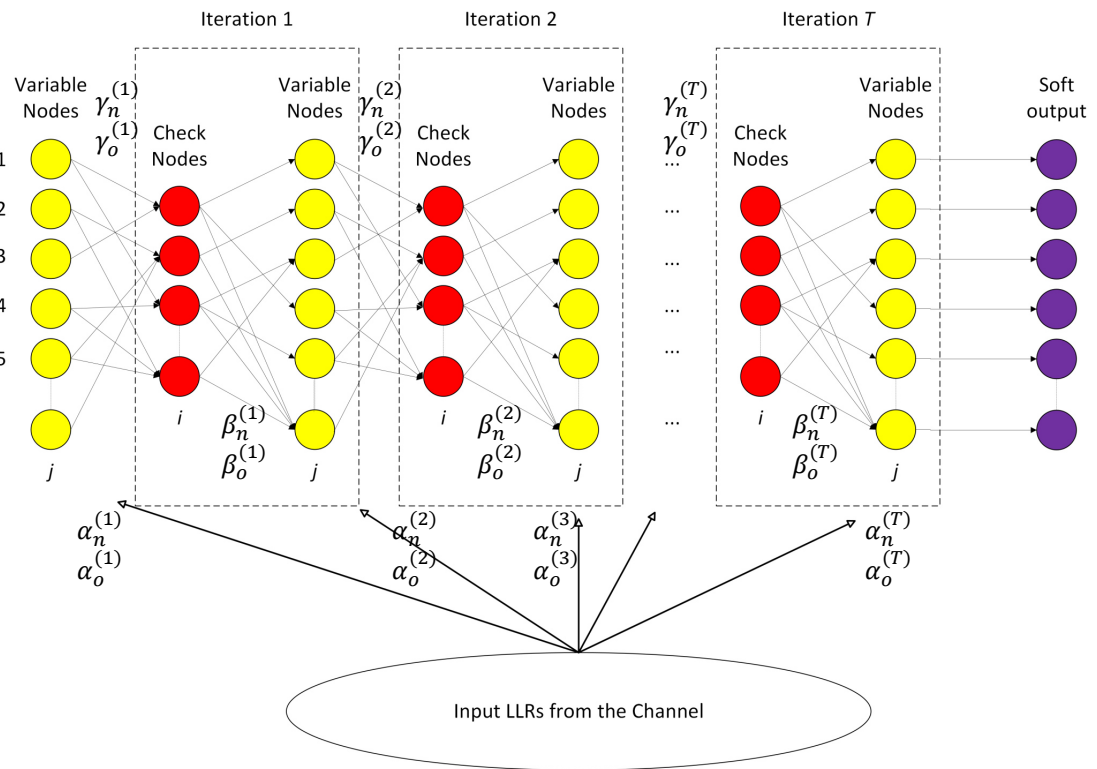 Iteration 1
Iteration 2
Iteration T
Variable
Nodes
γₙ⁽¹⁾
γₒ⁽¹⁾
Check
Nodes
Variable
Nodes
γₙ⁽²⁾
γₒ⁽²⁾
Check
Nodes
Variable
Nodes
γₙ⁽ᵀ⁾
γₒ⁽ᵀ⁾
Check
Nodes
Variable
Nodes
Soft
output
1
...
2
...
3
...
4
...
5
...
...
j
i
βₙ⁽¹⁾
βₒ⁽¹⁾
j
i
βₙ⁽²⁾
βₒ⁽²⁾
j
i
βₙ⁽ᵀ⁾
βₒ⁽ᵀ⁾
j
αₙ⁽¹⁾
αₒ⁽¹⁾
αₙ⁽²⁾
αₒ⁽²⁾
αₙ⁽³⁾
αₒ⁽³⁾
αₙ⁽ᵀ⁾
αₒ⁽ᵀ⁾
Input LLRs from the Channel